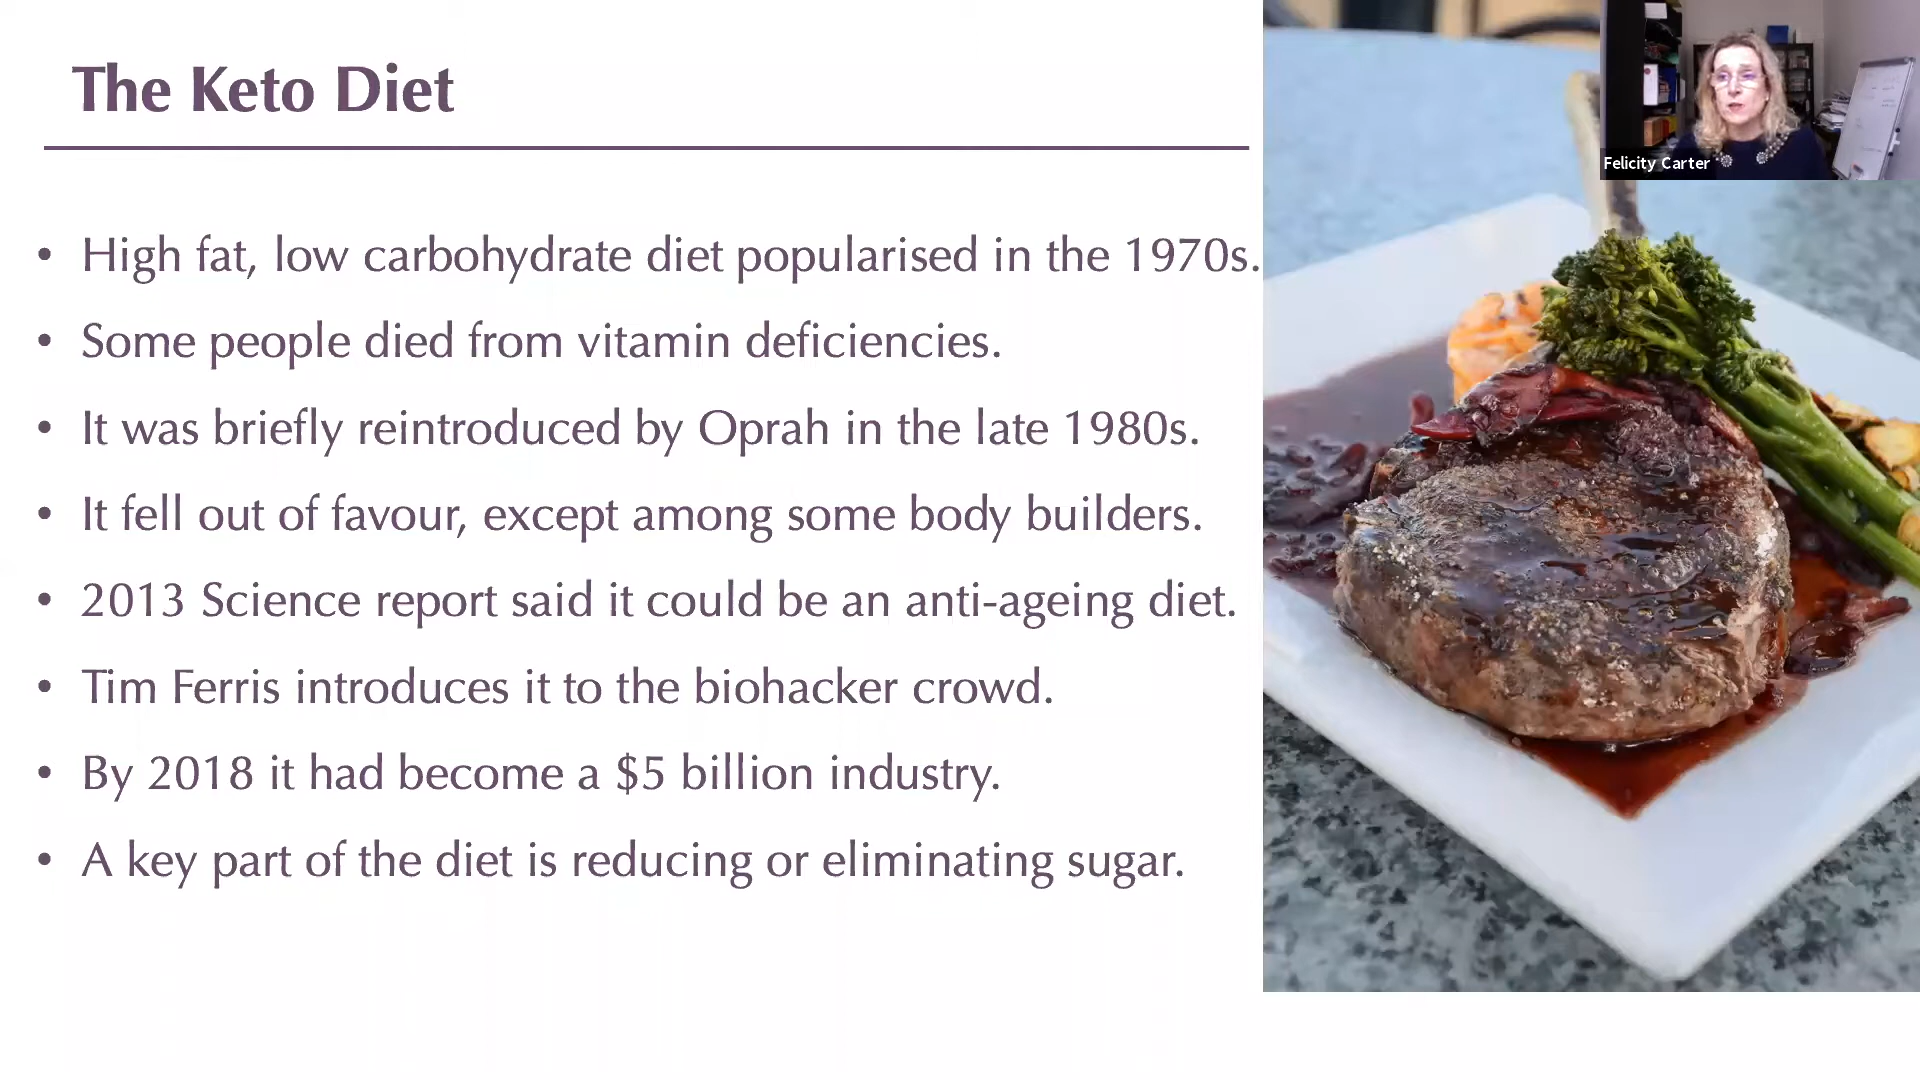 The Keto Diet
Felicity Carter
• High fat, low carbohydrate diet popularised in the 1970s.
• Some people died from vitamin deficiencies.
• It was briefly reintroduced by Oprah in the late 1980s.
• It fell out of favour, except among some body builders.
• 2013 Science report said it could be an anti-ageing diet.
• Tim Ferris introduces it to the biohacker crowd.
• By 2018 it had become a $5 billion industry.
• A key part of the diet is reducing or eliminating sugar.